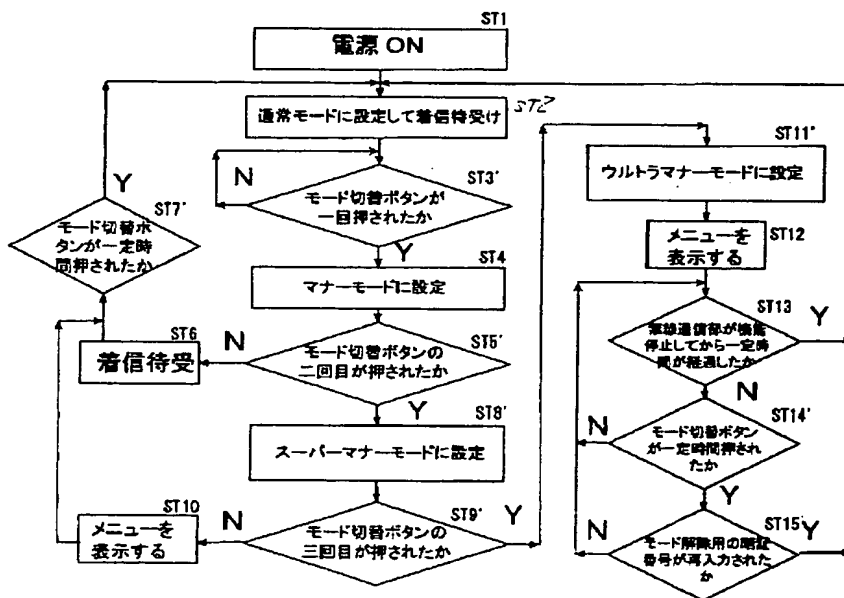 ST1
電源 ON
通常モードに設定して着信待受け
ST2
N
モード切替ボタンが
一回押されたか
ST3'
Y
ST4
マナーモードに設定
モード切替ボタンの
二回目が押されたか
ST5'
N
Y
ST6
着信待受
ST7'
モード切替ボ
タンが一定時
間押されたか
Y
ST8'
スーパーマナーモードに設定
モード切替ボタンの
三回目が押されたか
ST9'
N
Y
ST10
メニューを
表示する
ST11'
ウルトラマナーモードに設定
メニューを
表示する
ST12
ST13
無線通信部が機能
停止してから一定時
間が経過したか
Y
N
ST14'
モード切替ボタン
が一定時間押され
たか
N
Y
ST15'
モード解除用の暗証
番号が再入力された
か
N
Y